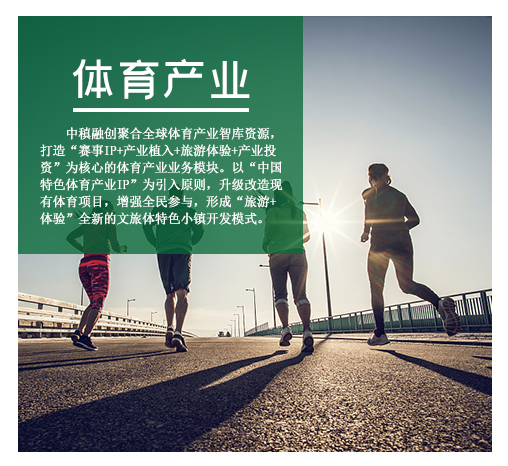 体育产业
中稹融创聚合全球体育产业智库资源，
打造“赛事IP+产业植入+旅游体验+产业投
资”为核心的体育产业业务模块。以“中国
特色体育产业IP”为引入原则，升级改造现
有体育项目，增强全民参与，形成“旅游+
体验”全新的文旅体特色小镇开发模式。